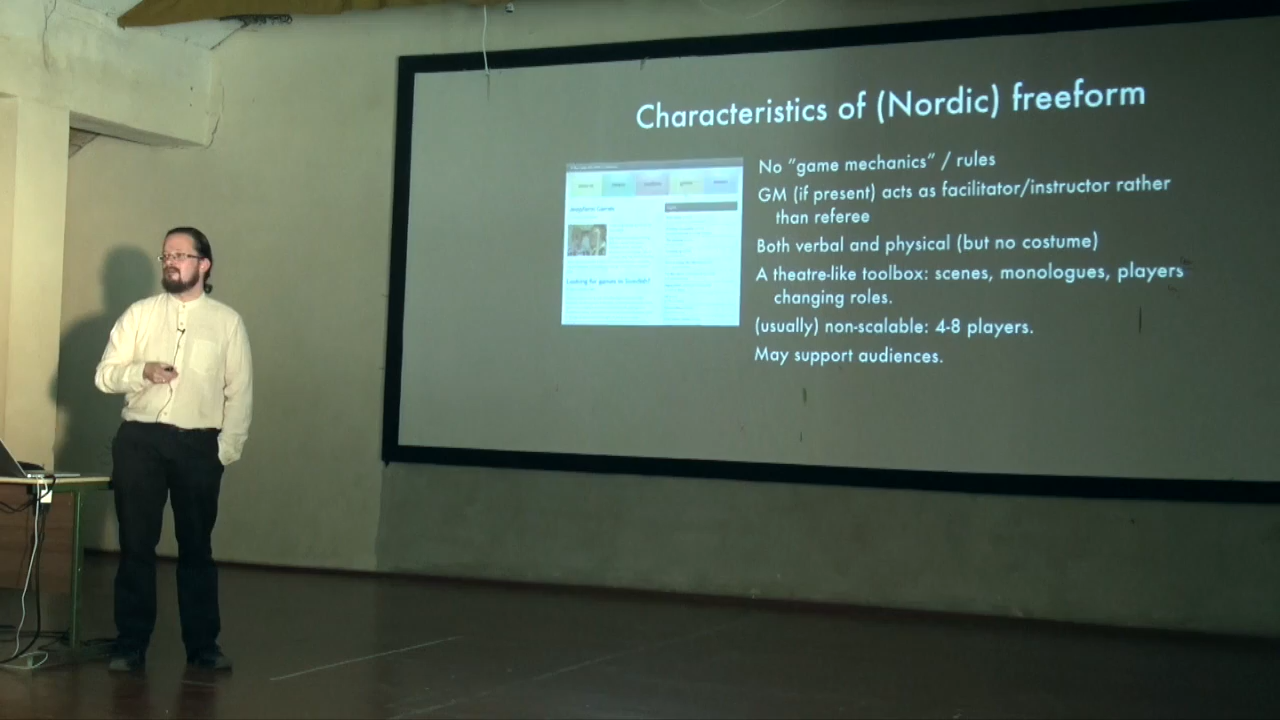 Characteristics of (Nordic) freeform
No “game mechanics” / rules
GM (if present) acts as facilitator/instructor rather
than referee
Both verbal and physical (but no costume)
A theatre-like toolbox: scenes, monologues, players
changing roles.
(usually) non-scalable: 4-8 players.
May support audiences.